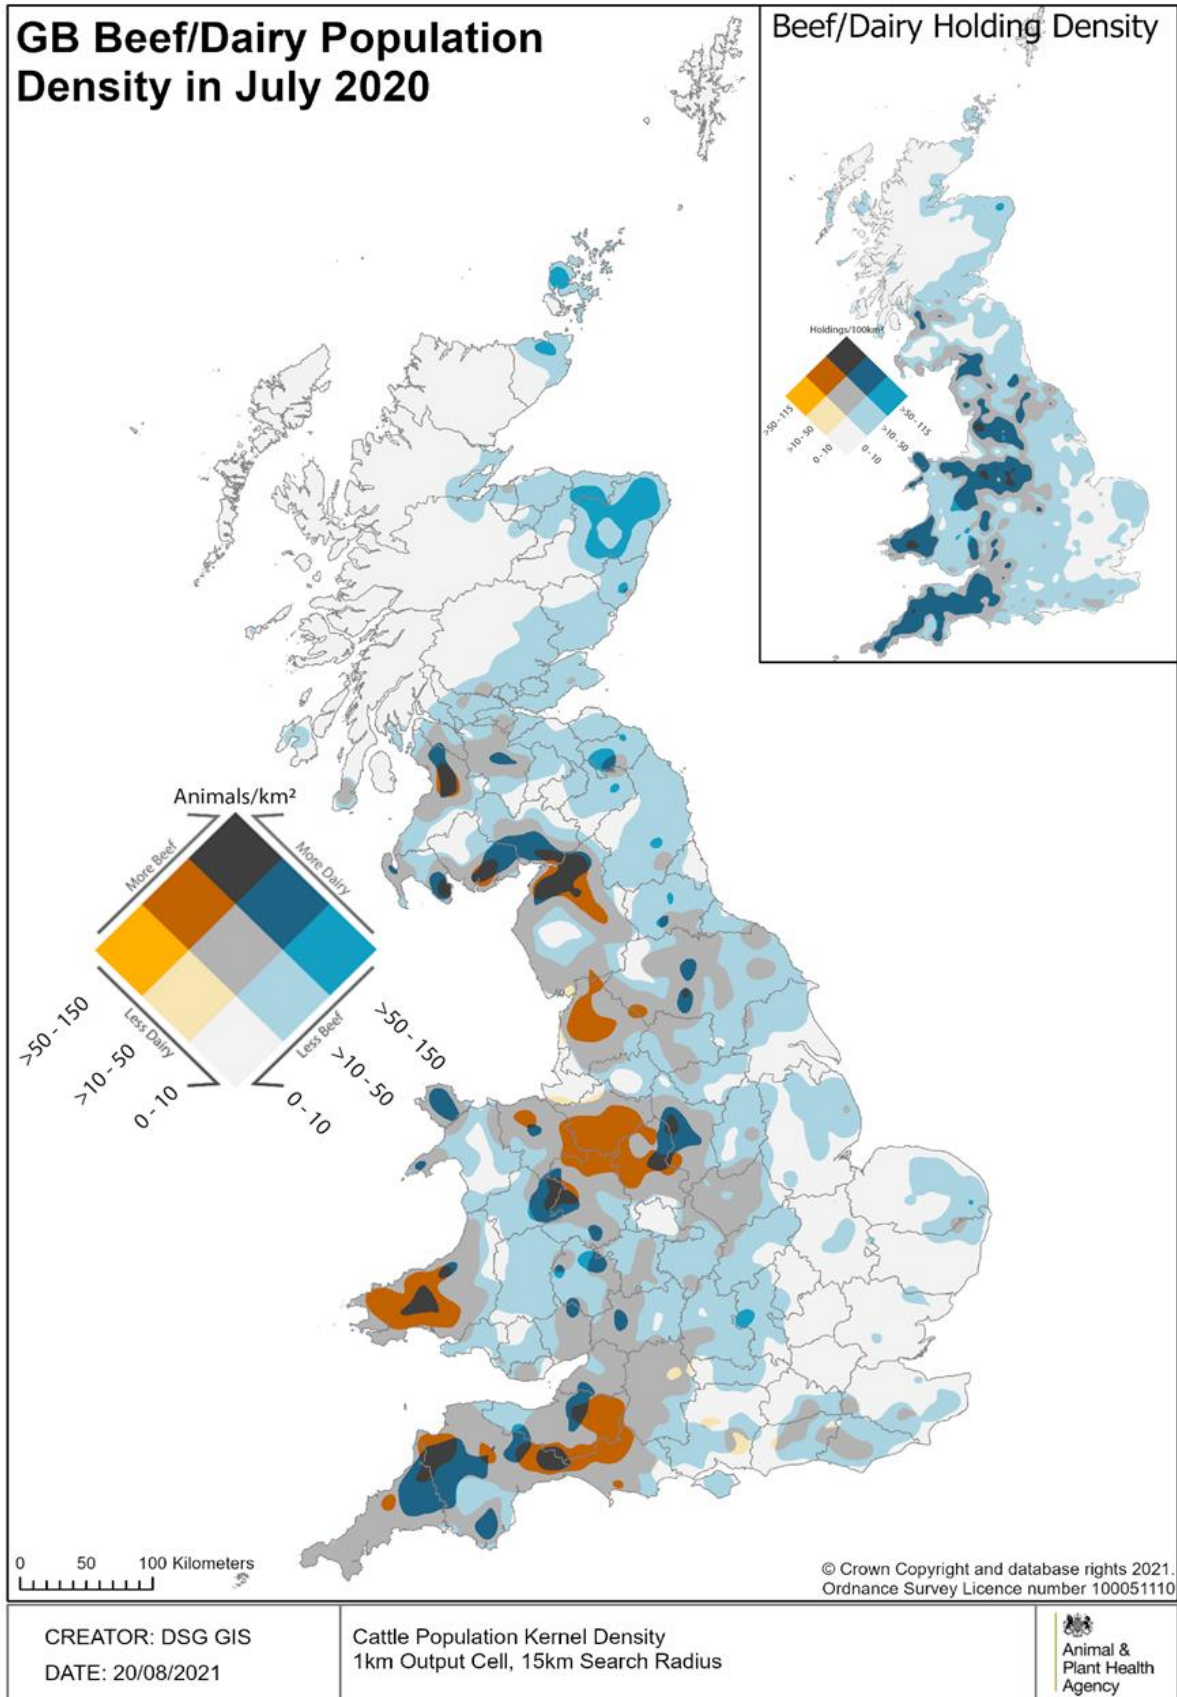 GB Beef/Dairy Population
Density in July 2020
Beef/Dairy Holding Density
Holdings/100km²
>50 - 115
>10 - 50
0 - 10
0 - 10
>10 - 50
>50 - 115
Animals/km²
More Beef
More Dairy
Less Dairy
Less Beef
>50 - 150
>10 - 50
0 - 10
0 - 10
>10 - 50
>50 - 150
0 50 100 Kilometers
© Crown Copyright and database rights 2021.
Ordnance Survey Licence number 100051110
CREATOR: DSG GIS
DATE: 20/08/2021
Cattle Population Kernel Density
1km Output Cell, 15km Search Radius
Animal &
Plant Health
Agency